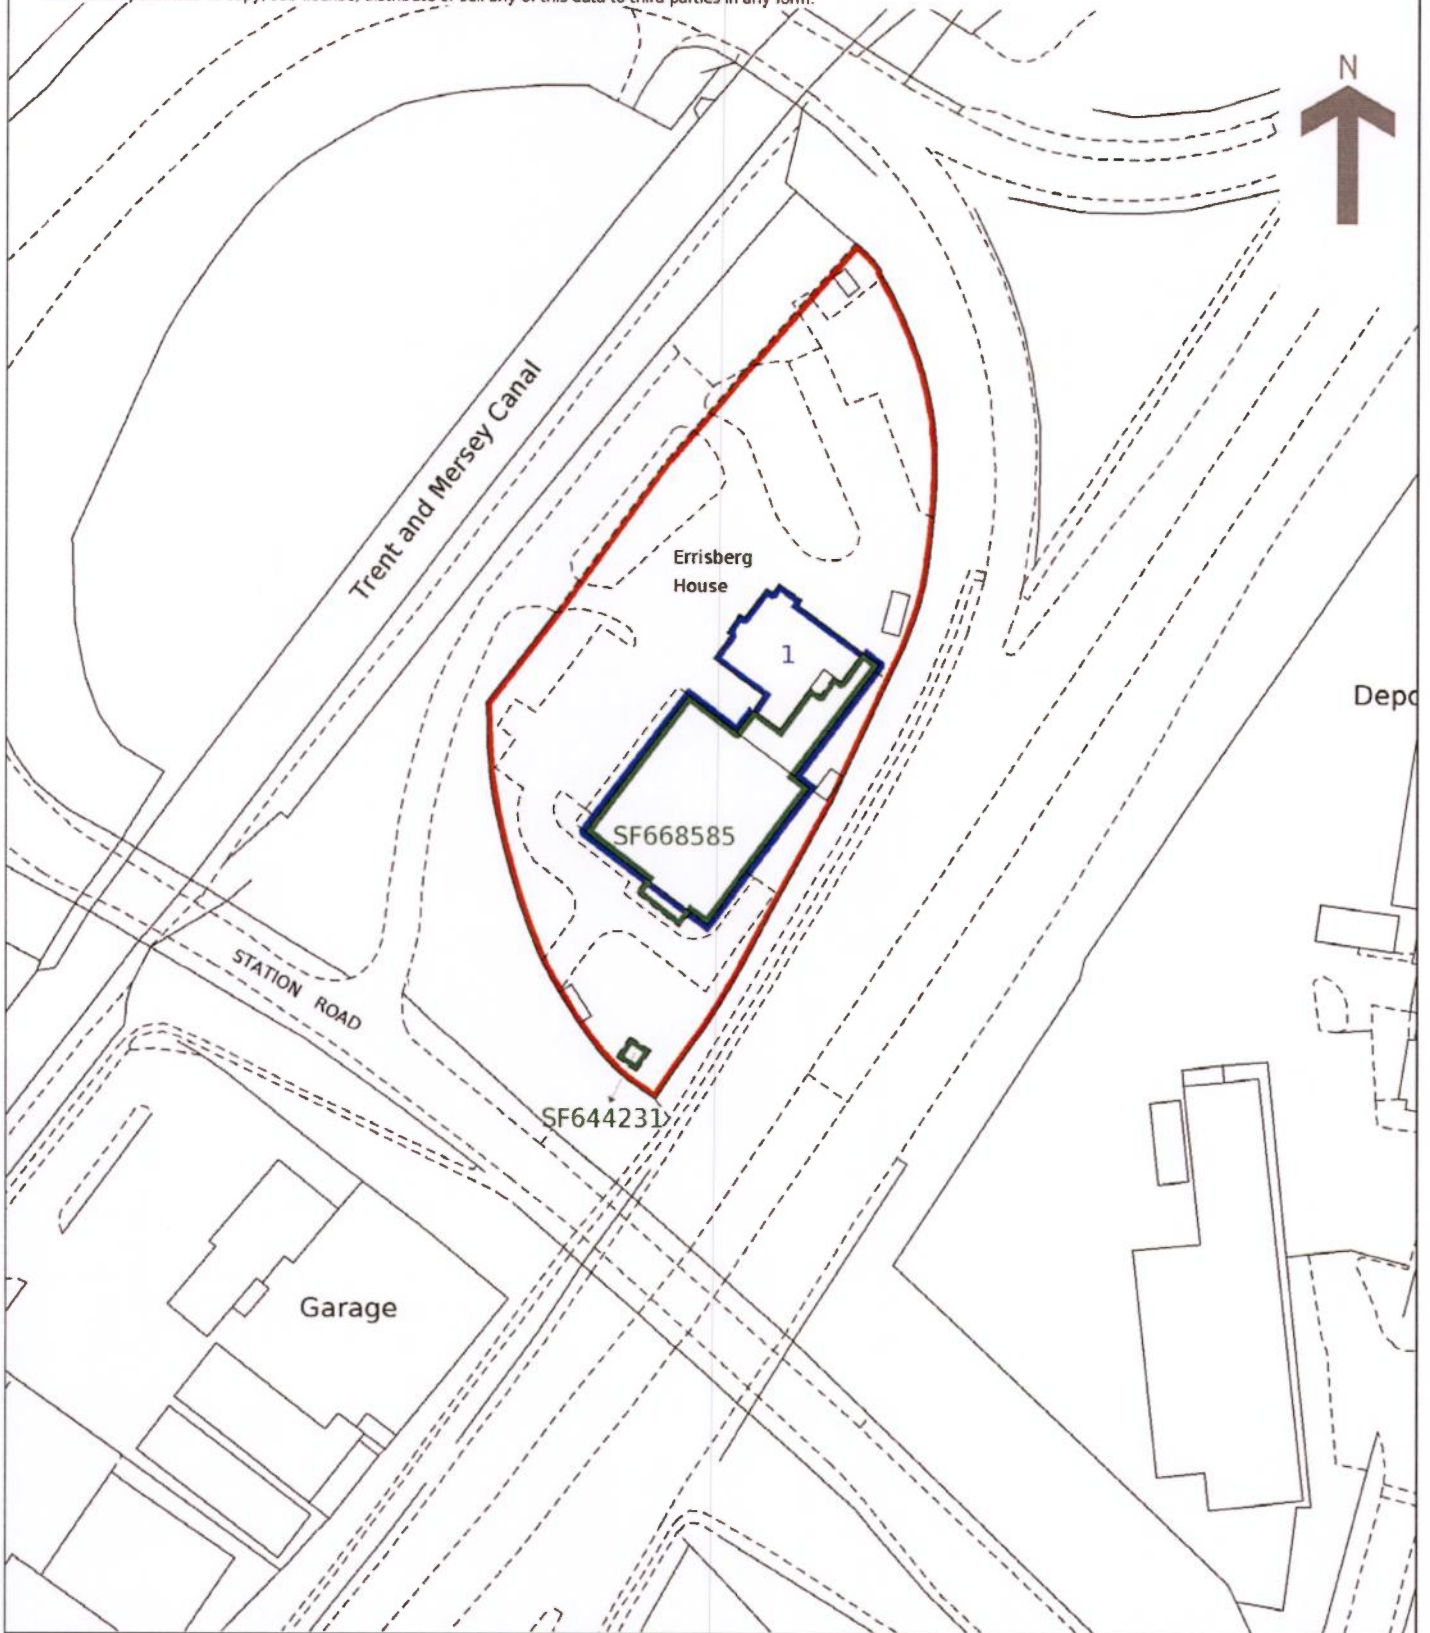 N
Trent and Mersey Canal
Errisberg
House
1
Depo
SF668585
STATION ROAD
SF644231
Garage